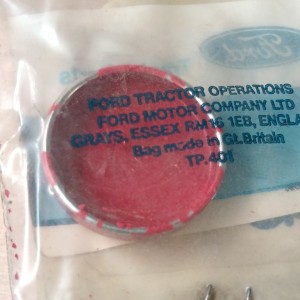 Ford
FORD TRACTOR OPERATIONS
FORD MOTOR COMPANY LTD
GRAYS, ESSEX RM16 1EB, ENGLA
Bag made in Gt.Britain
TP.401